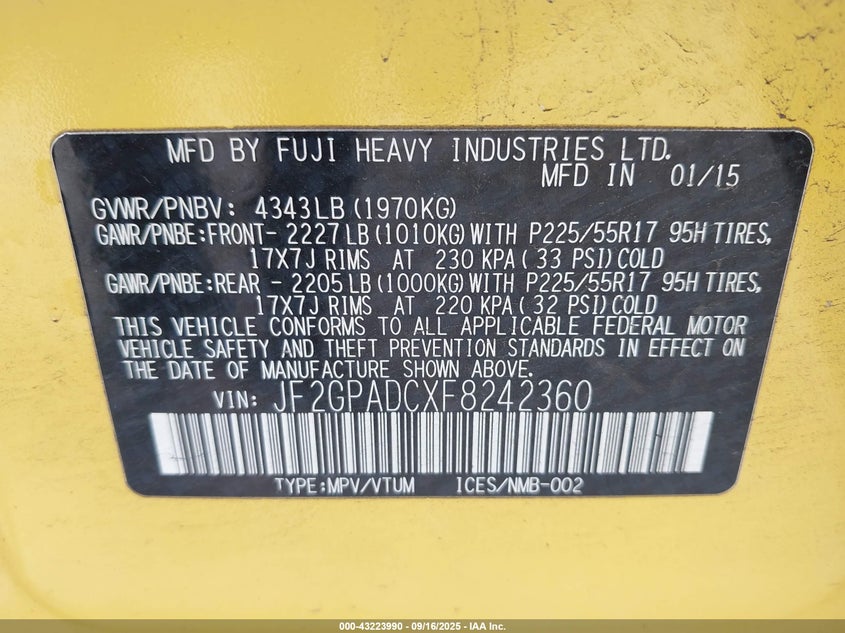 MFD BY FUJI HEAVY INDUSTRIES LTD.
MFD IN 01/15
GVWR/PNBV: 4343LB (1970KG)
GAWR/PNBE:FRONT- 2227LB (1010KG) WITH P225/55R17 95H TIRES,
17X7J RIMS AT 230 KPA (33 PSI) COLD
GAWR/PNBE:REAR - 2205LB (1000KG) WITH P225/55R17 95H TIRES,
17X7J RIMS AT 220 KPA (32 PSI) COLD
THIS VEHICLE CONFORMS TO ALL APPLICABLE FEDERAL MOTOR
VEHICLE SAFETY AND THEFT PREVENTION STANDARDS IN EFFECT ON
THE DATE OF MANUFACTURE SHOWN ABOVE.
VIN: JF2GPADCXF8242360
TYPE:MPV/VTUM ICES/NMB-002
000-43223990 - 09/16/2025 - IAA Inc.